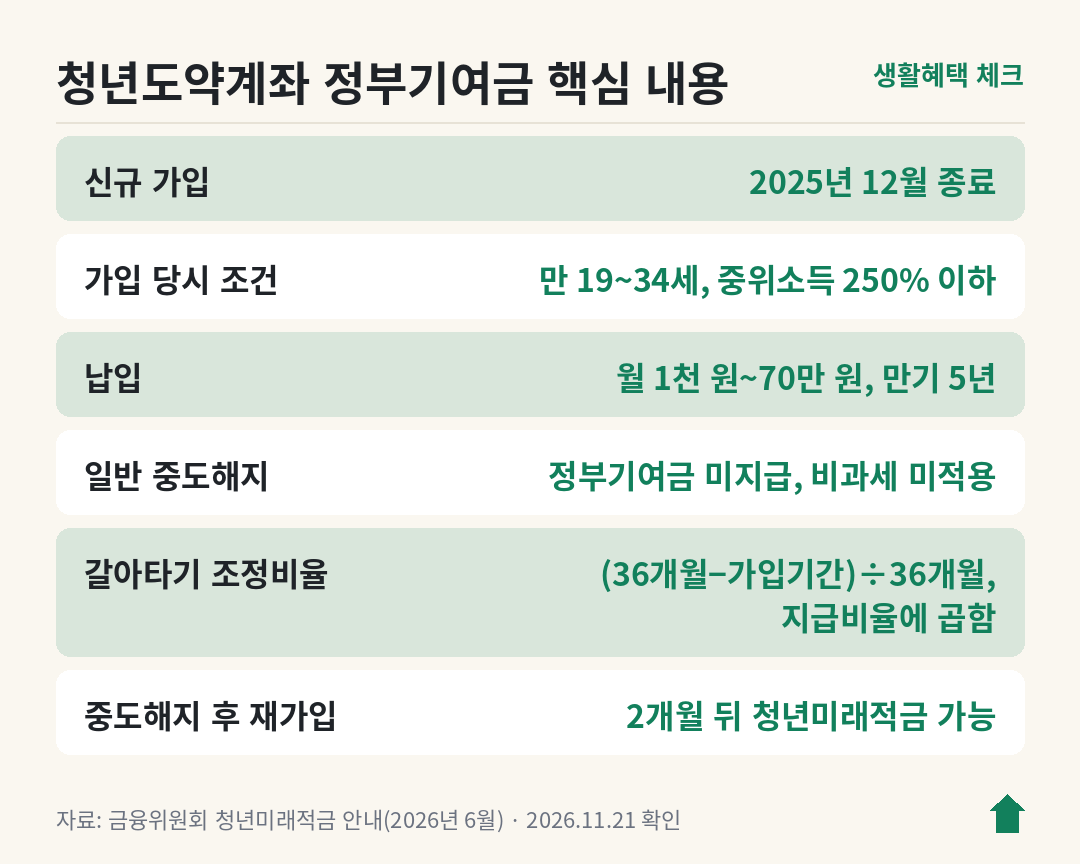 청년도약계좌 정부기여금 핵심 내용
생활혜택 체크
신규 가입
2025년 12월 종료
가입 당시 조건
만 19~34세, 중위소득 250% 이하
납입
월 1천 원~70만 원, 만기 5년
일반 중도해지
정부기여금 미지급, 비과세 미적용
갈아타기 조정비율
(36개월−가입기간)÷36개월,
지급비율에 곱함
중도해지 후 재가입
2개월 뒤 청년미래적금 가능
자료: 금융위원회 청년미래적금 안내(2026년 6월) · 2026.11.21 확인